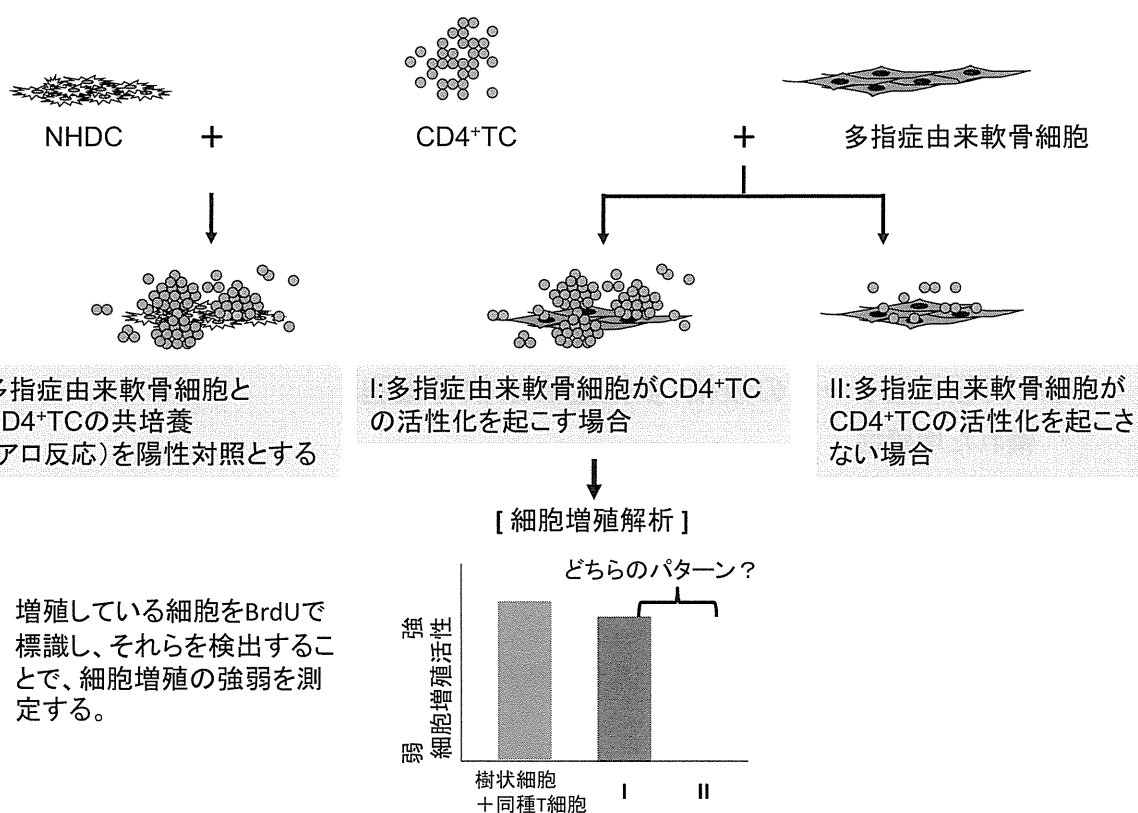 NHDC
+
CD4⁺TC
+
多指症由来軟骨細胞
多指症由来軟骨細胞と
CD4⁺TCの共培養
(アロ反応)を陽性対照とする
I:多指症由来軟骨細胞がCD4⁺TC
の活性化を起こす場合
II:多指症由来軟骨細胞が
CD4⁺TCの活性化を起こさ
ない場合
[ 細胞増殖解析 ]
どちらのパターン？
増殖している細胞をBrdUで
標識し、それらを検出するこ
とで、細胞増殖の強弱を測
定する。
強
細胞増殖活性
弱
樹状細胞
＋同種T細胞
I
II